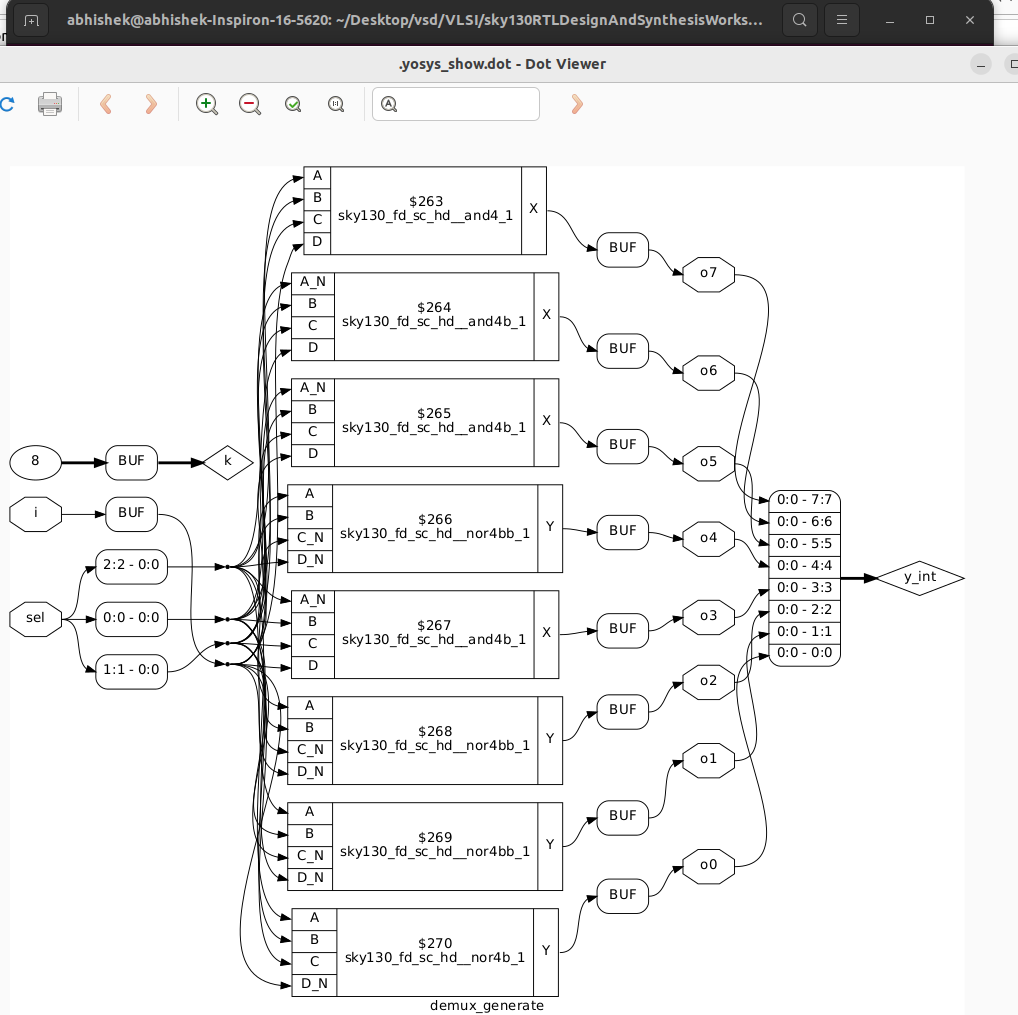 abhishek@abhishek-Inspiron-16-5620: ~/Desktop/vsd/VLSI/sky130RTLDesignAndSynthesisWorks...
.yosys_show.dot - Dot Viewer
A
B
C
D
$263
sky130_fd_sc_hd__and4_1
X
BUF
o7
A_N
B
C
D
$264
sky130_fd_sc_hd__and4b_1
X
BUF
o6
A_N
B
C
D
$265
sky130_fd_sc_hd__and4b_1
X
BUF
o5
8
BUF
k
i
BUF
A
B
C_N
D_N
$266
sky130_fd_sc_hd__nor4bb_1
Y
BUF
o4
sel
2:2 - 0:0
0:0 - 0:0
1:1 - 0:0
A_N
B
C
D
$267
sky130_fd_sc_hd__and4b_1
X
BUF
o3
A
B
C_N
D_N
$268
sky130_fd_sc_hd__nor4bb_1
Y
BUF
o2
A
B
C_N
D_N
$269
sky130_fd_sc_hd__nor4bb_1
Y
BUF
o1
A
B
C
D_N
$270
sky130_fd_sc_hd__nor4b_1
Y
BUF
o0
0:0 - 7:7
0:0 - 6:6
0:0 - 5:5
0:0 - 4:4
0:0 - 3:3
0:0 - 2:2
0:0 - 1:1
0:0 - 0:0
y_int
demux_generate